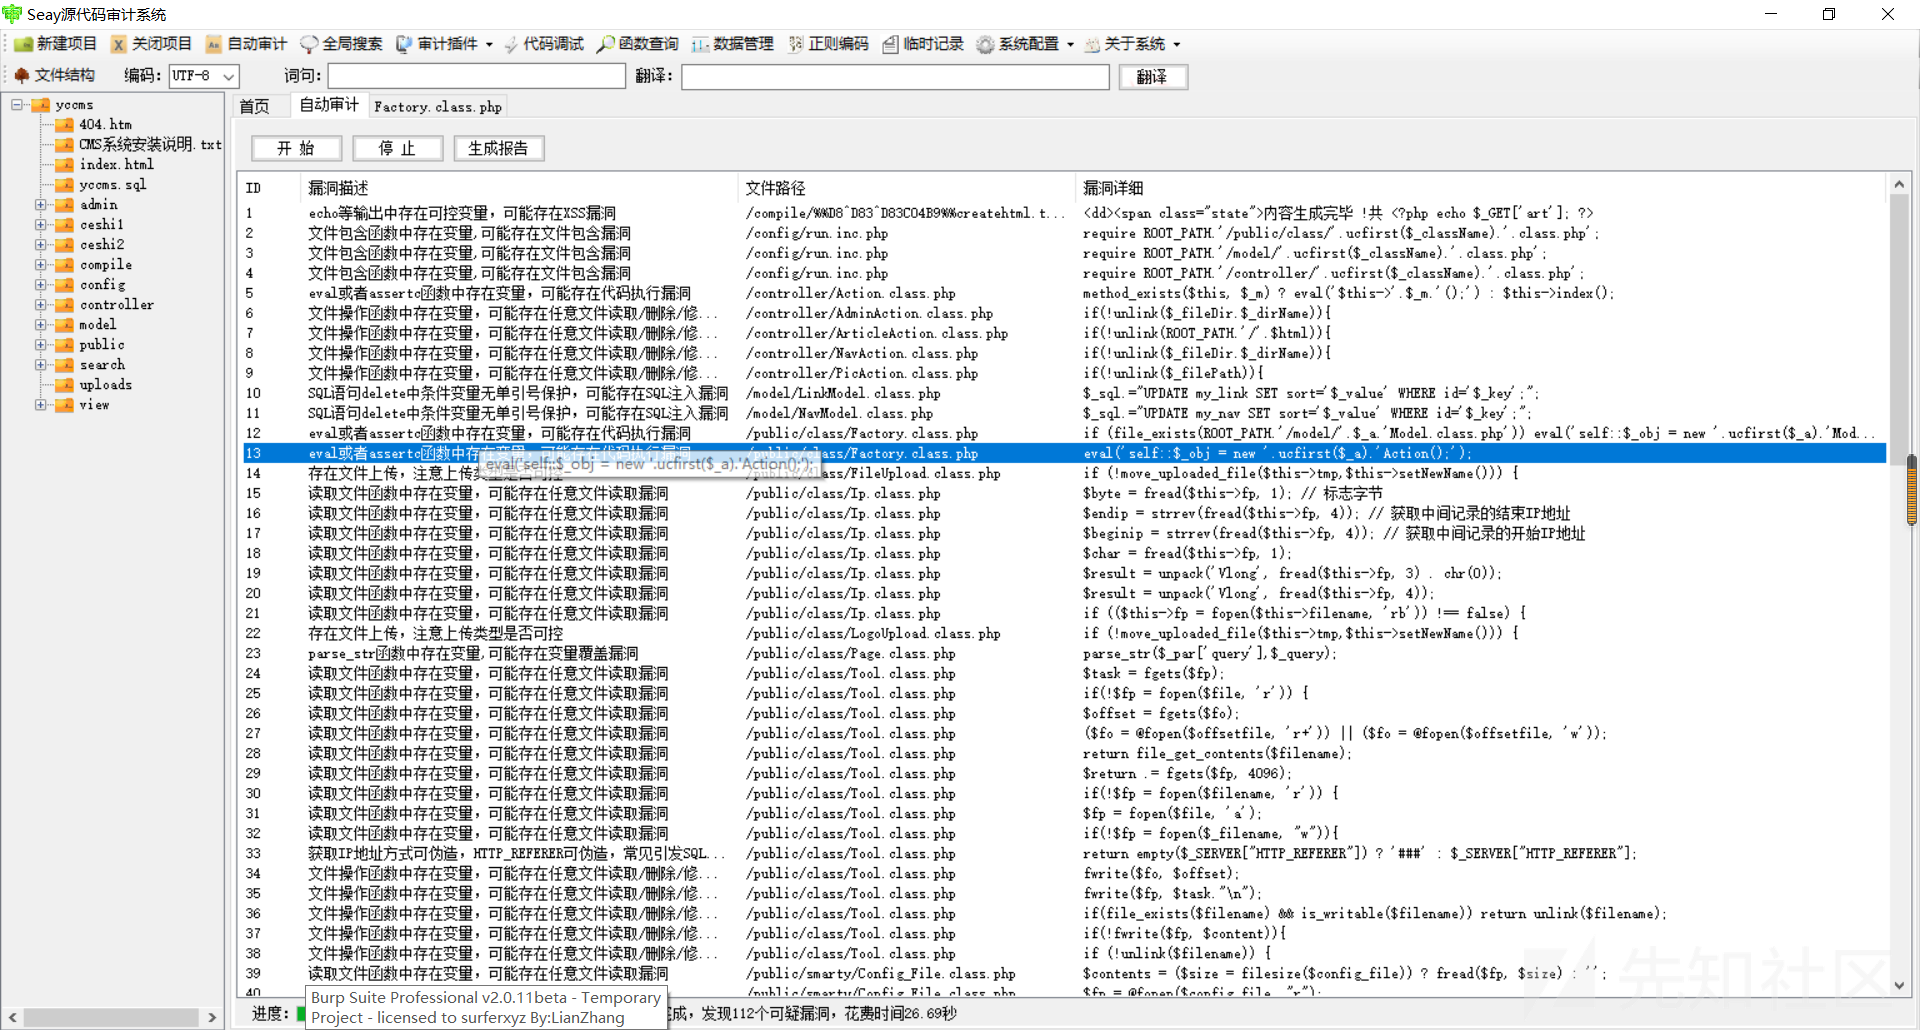 Seay源代码审计系统
新建项目 关闭项目 自动审计 全局搜索 审计插件 代码调试 函数查询 数据管理 正则编码 临时记录 系统配置 关于系统
文件结构 编码: UTF-8 词句: 翻译: 翻译
yccms
404.htm
CMS系统安装说明.txt
index.html
yccms.sql
admin
ceshi1
ceshi2
compile
config
controller
model
public
search
uploads
view
首页 自动审计 Factory.class.php
开 始 停 止 生成报告
ID 漏洞描述 文件路径 漏洞详细
1 echo等输出中存在可控变量，可能存在XSS漏洞 /compile/%%D8^D83^D83C04B9%%createhtml.t... <dd><span class="state">内容生成完毕 !共 <?php echo $_GET['art']; ?>
2 文件包含函数中存在变量,可能存在文件包含漏洞 /config/run.inc.php require ROOT_PATH.'/public/class/'.ucfirst($_className).'.class.php';
3 文件包含函数中存在变量,可能存在文件包含漏洞 /config/run.inc.php require ROOT_PATH.'/model/'.ucfirst($_className).'.class.php';
4 文件包含函数中存在变量,可能存在文件包含漏洞 /config/run.inc.php require ROOT_PATH.'/controller/'.ucfirst($_className).'.class.php';
5 eval或者assertc函数中存在变量，可能存在代码执行漏洞 /controller/Action.class.php method_exists($this, $_m) ? eval('$this->'.$_m.'();') : $this->index();
6 文件操作函数中存在变量，可能存在任意文件读取/删除/修... /controller/AdminAction.class.php if(!unlink($_fileDir.$_dirName)){
7 文件操作函数中存在变量，可能存在任意文件读取/删除/修... /controller/ArticleAction.class.php if(!unlink(ROOT_PATH.'/'.$html)){
8 文件操作函数中存在变量，可能存在任意文件读取/删除/修... /controller/NavAction.class.php if(!unlink($_fileDir.$_dirName)){
9 文件操作函数中存在变量，可能存在任意文件读取/删除/修... /controller/PicAction.class.php if(!unlink($_filePath)){
10 SQL语句delete中条件变量无单引号保护，可能存在SQL注入漏洞 /model/LinkModel.class.php $_sql.="UPDATE my_link SET sort='$_value' WHERE id='$_key';";
11 SQL语句delete中条件变量无单引号保护，可能存在SQL注入漏洞 /model/NavModel.class.php $_sql.="UPDATE my_nav SET sort='$_value' WHERE id='$_key';";
12 eval或者assertc函数中存在变量，可能存在代码执行漏洞 /public/class/Factory.class.php if (file_exists(ROOT_PATH.'/model/'.$_a.'Model.class.php')) eval('self::$_obj = new '.ucfirst($_a).'Mod...
13 eval或者assertc函数中存在变量，可能存在代码执行漏洞 /public/class/Factory.class.php eval('self::$_obj = new '.ucfirst($_a).'Action();');
eval('self::$_obj = new '.ucfirst($_a).'Action();');
14 存在文件上传，注意上传类型是否可控 /public/class/FileUpload.class.php if (!move_uploaded_file($this->tmp,$this->setNewName())) {
15 读取文件函数中存在变量，可能存在任意文件读取漏洞 /public/class/Ip.class.php $byte = fread($this->fp, 1); // 标志字节
16 读取文件函数中存在变量，可能存在任意文件读取漏洞 /public/class/Ip.class.php $endip = strrev(fread($this->fp, 4)); // 获取中间记录的结束IP地址
17 读取文件函数中存在变量，可能存在任意文件读取漏洞 /public/class/Ip.class.php $beginip = strrev(fread($this->fp, 4)); // 获取中间记录的开始IP地址
18 读取文件函数中存在变量，可能存在任意文件读取漏洞 /public/class/Ip.class.php $char = fread($this->fp, 1);
19 读取文件函数中存在变量，可能存在任意文件读取漏洞 /public/class/Ip.class.php $result = unpack('Vlong', fread($this->fp, 3) . chr(0));
20 读取文件函数中存在变量，可能存在任意文件读取漏洞 /public/class/Ip.class.php $result = unpack('Vlong', fread($this->fp, 4));
21 读取文件函数中存在变量，可能存在任意文件读取漏洞 /public/class/Ip.class.php if (($this->fp = fopen($this->filename, 'rb')) !== false) {
22 存在文件上传，注意上传类型是否可控 /public/class/LogoUpload.class.php if (!move_uploaded_file($this->tmp,$this->setNewName())) {
23 parse_str函数中存在变量,可能存在变量覆盖漏洞 /public/class/Page.class.php parse_str($_par['query'],$_query);
24 读取文件函数中存在变量，可能存在任意文件读取漏洞 /public/class/Tool.class.php $task = fgets($fp);
25 读取文件函数中存在变量，可能存在任意文件读取漏洞 /public/class/Tool.class.php if(!$fp = fopen($file, 'r')) {
26 读取文件函数中存在变量，可能存在任意文件读取漏洞 /public/class/Tool.class.php $offset = fgets($fo);
27 读取文件函数中存在变量，可能存在任意文件读取漏洞 /public/class/Tool.class.php ($fo = @fopen($offsetfile, 'r+')) || ($fo = @fopen($offsetfile, 'w'));
28 读取文件函数中存在变量，可能存在任意文件读取漏洞 /public/class/Tool.class.php return file_get_contents($filename);
29 读取文件函数中存在变量，可能存在任意文件读取漏洞 /public/class/Tool.class.php $return .= fgets($fp, 4096);
30 读取文件函数中存在变量，可能存在任意文件读取漏洞 /public/class/Tool.class.php if(!$fp = fopen($filename, 'r')) {
31 读取文件函数中存在变量，可能存在任意文件读取漏洞 /public/class/Tool.class.php $fp = fopen($file, 'a');
32 读取文件函数中存在变量，可能存在任意文件读取漏洞 /public/class/Tool.class.php if(!$fp = fopen($_filename, "w")){
33 获取IP地址方式可伪造，HTTP_REFERER可伪造，常见引发SQL... /public/class/Tool.class.php return empty($_SERVER["HTTP_REFERER"]) ? '###' : $_SERVER["HTTP_REFERER"];
34 文件操作函数中存在变量，可能存在任意文件读取/删除/修... /public/class/Tool.class.php fwrite($fo, $offset);
35 文件操作函数中存在变量，可能存在任意文件读取/删除/修... /public/class/Tool.class.php fwrite($fp, $task."\n");
36 文件操作函数中存在变量，可能存在任意文件读取/删除/修... /public/class/Tool.class.php if(file_exists($filename) && is_writable($filename)) return unlink($filename);
37 文件操作函数中存在变量，可能存在任意文件读取/删除/修... /public/class/Tool.class.php if(!fwrite($fp, $content)){
38 文件操作函数中存在变量，可能存在任意文件读取/删除/修... /public/class/Tool.class.php if (!unlink($filename)) {
39 读取文件函数中存在变量，可能存在任意文件读取漏洞 /public/smarty/Config_File.class.php $contents = ($size = filesize($config_file)) ? fread($fp, $size) : '';
40 /public/smarty/Config_File.class.php $fp = @fopen($config_file, "r");
进度: 完成，发现112个可疑漏洞，花费时间26.69秒
Burp Suite Professional v2.0.11beta - Temporary
Project - licensed to surferxyz By:LianZhang
先知社区